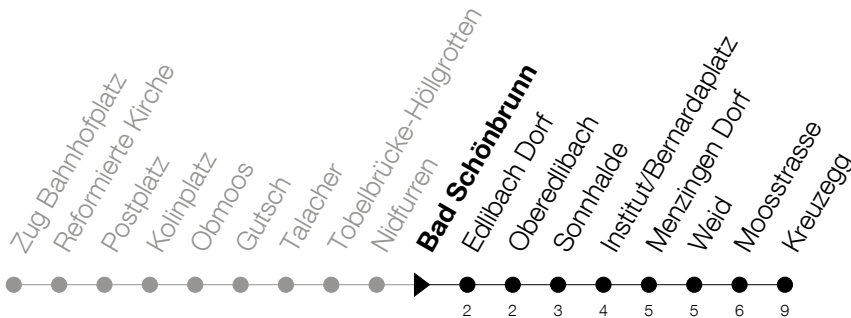 Zug Bahnhofplatz
Reformierte Kirche
Postplatz
Kolinplatz
Obmoos
Gutsch
Talacher
Tobelbrücke-Höllgrotten
Nidfurren
Bad Schönbrunn
Edlibach Dorf
Oberedlibach
Sonnhalde
Institut/Bernardaplatz
Menzingen Dorf
Weid
Moosstrasse
Kreuzegg
2 2 3 4 5 5 6 9